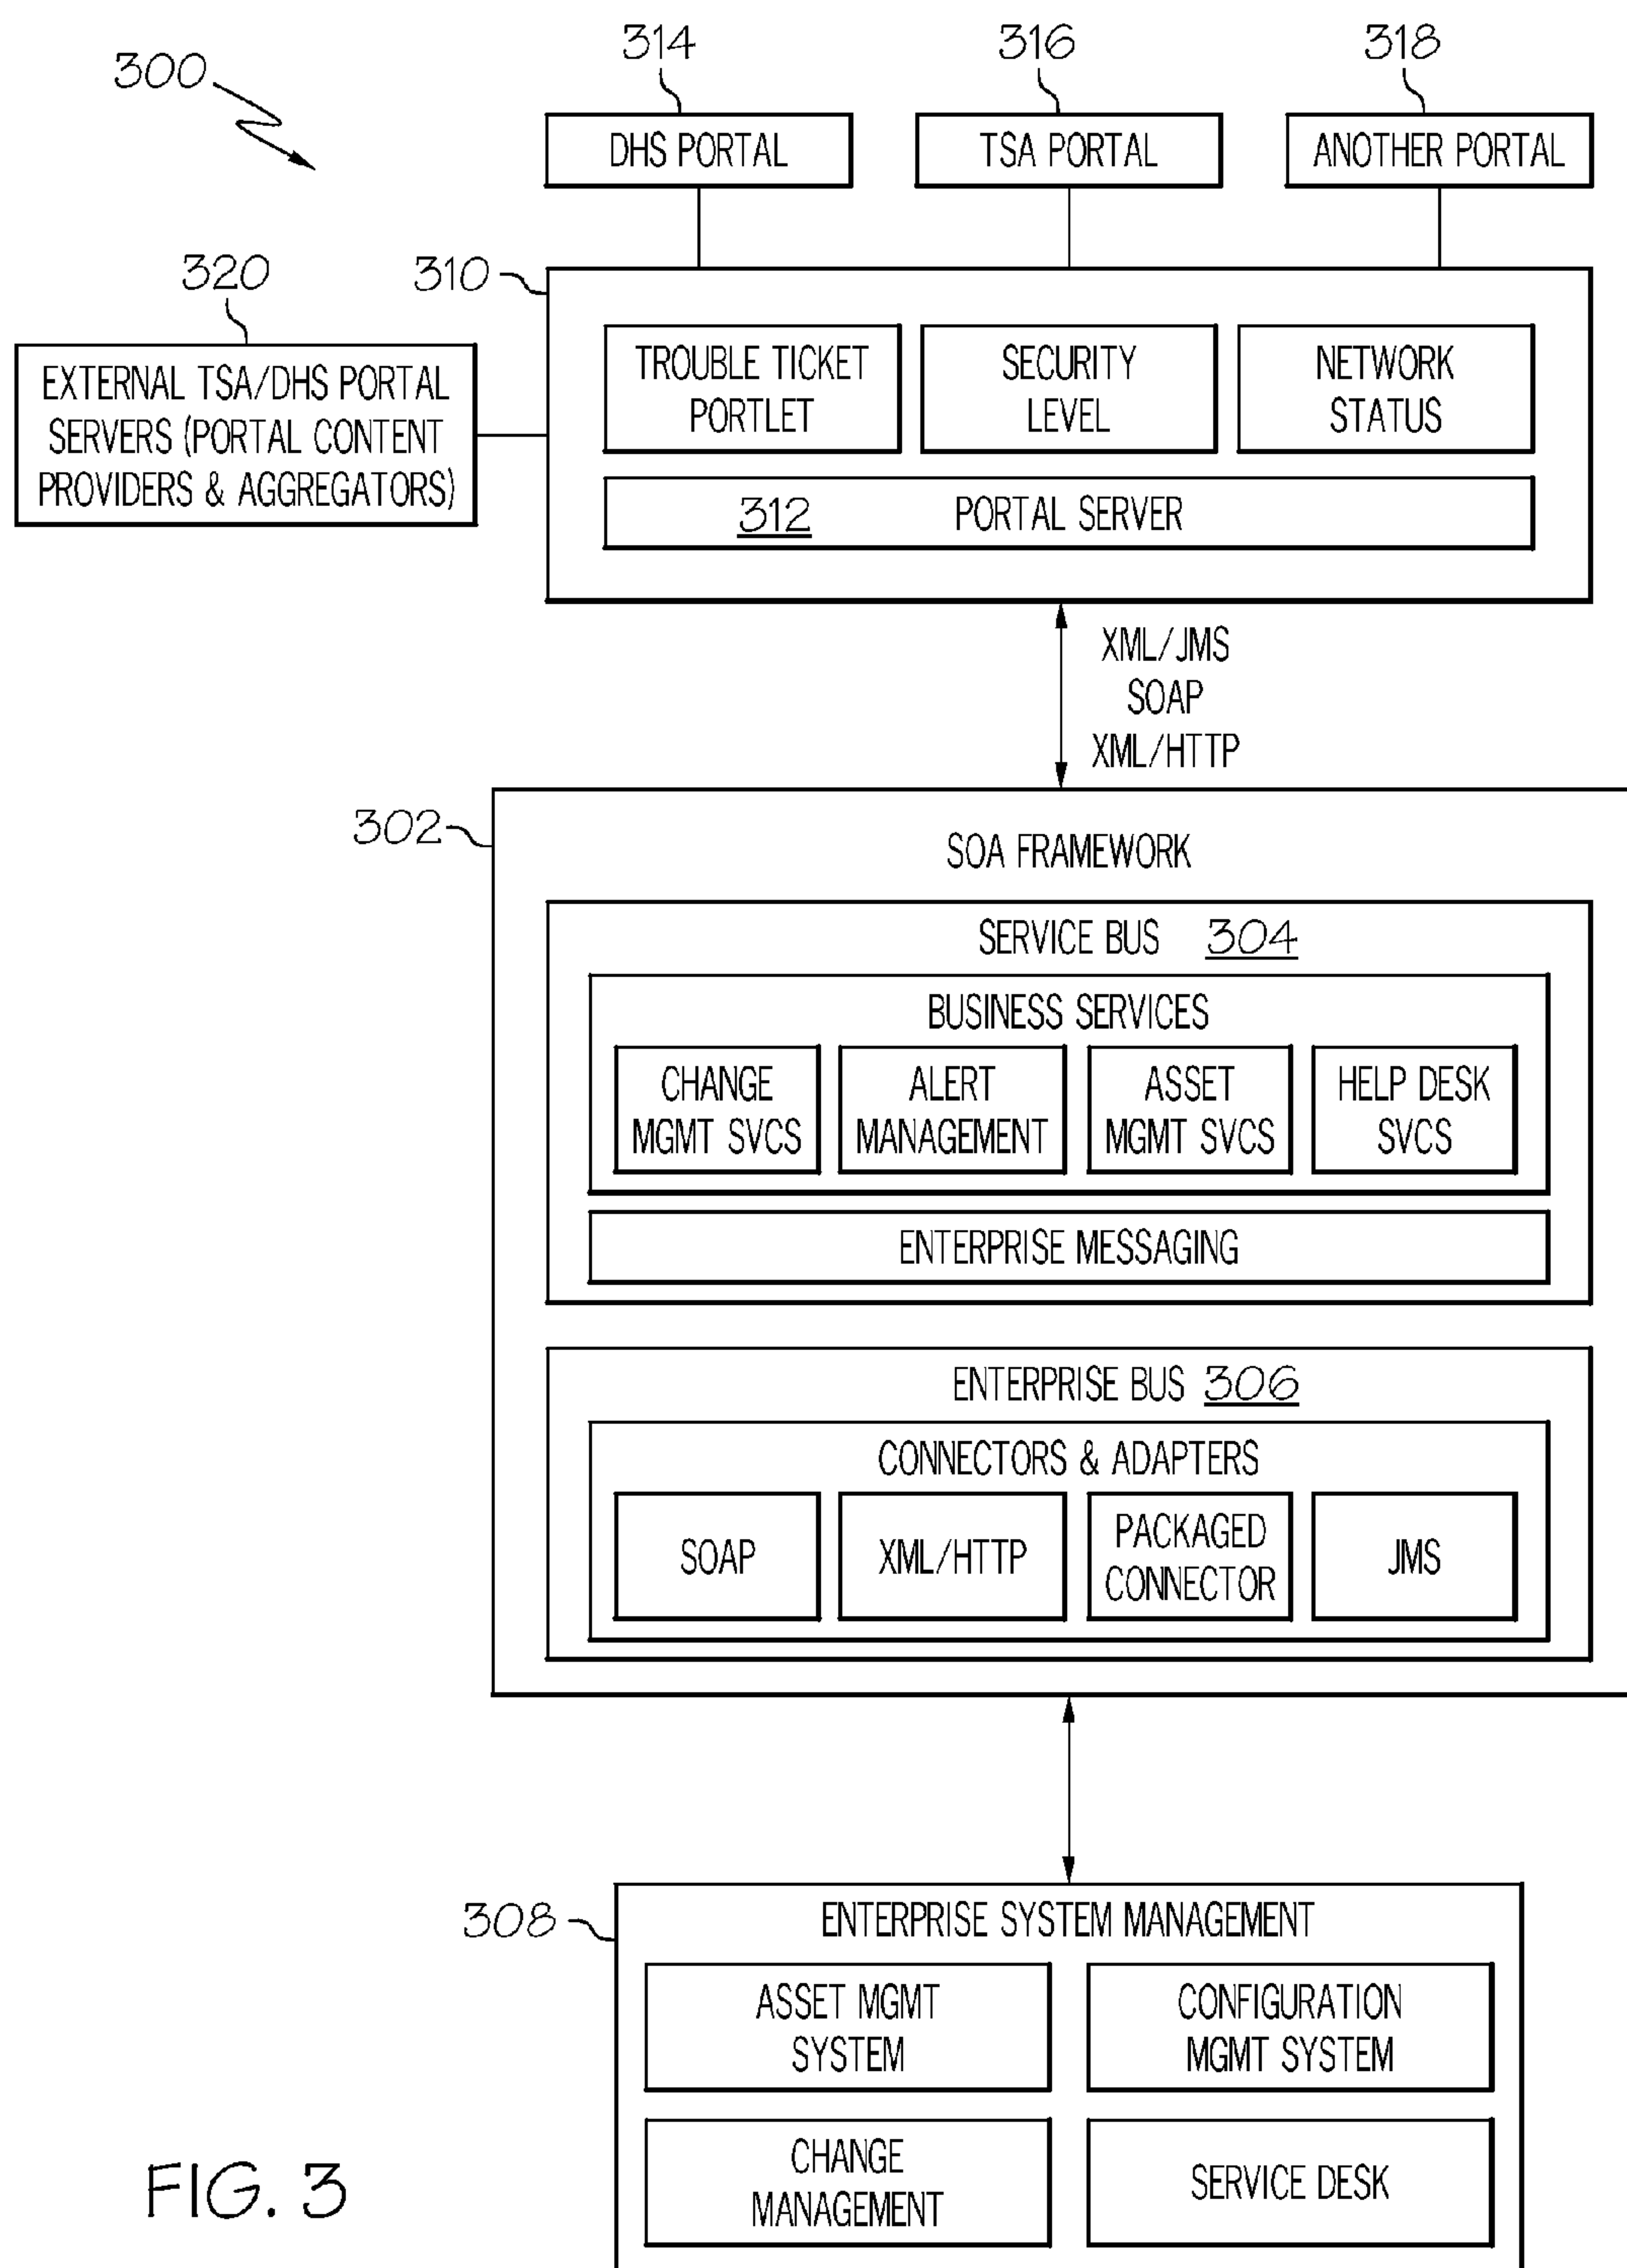 300
314
316
318
DHS PORTAL
TSA PORTAL
ANOTHER PORTAL
320
310
EXTERNAL TSA/DHS PORTAL
SERVERS (PORTAL CONTENT
PROVIDERS & AGGREGATORS)
TROUBLE TICKET
PORTLET
SECURITY
LEVEL
NETWORK
STATUS
312 PORTAL SERVER
XML/JMS
SOAP
XML/HTTP
302
SOA FRAMEWORK
SERVICE BUS 304
BUSINESS SERVICES
CHANGE
MGMT SVCS
ALERT
MANAGEMENT
ASSET
MGMT SVCS
HELP DESK
SVCS
ENTERPRISE MESSAGING
ENTERPRISE BUS 306
CONNECTORS & ADAPTERS
SOAP
XML/HTTP
PACKAGED
CONNECTOR
JMS
308
ENTERPRISE SYSTEM MANAGEMENT
ASSET MGMT
SYSTEM
CONFIGURATION
MGMT SYSTEM
CHANGE
MANAGEMENT
SERVICE DESK
FIG. 3